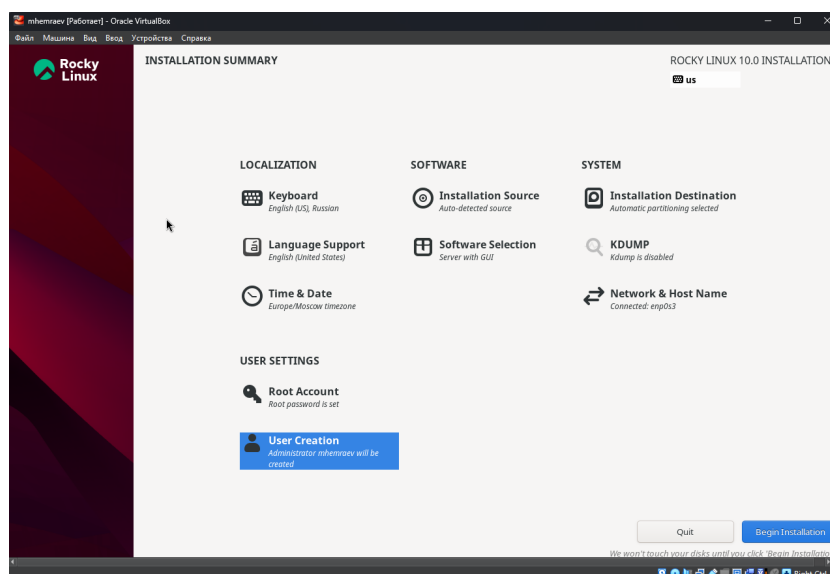 mhemraev [Работает] - Oracle VirtualBox
Файл Машина Вид Ввод Устройства Справка
Rocky
Linux
INSTALLATION SUMMARY
ROCKY LINUX 10.0 INSTALLATION
us
LOCALIZATION
SOFTWARE
SYSTEM
Keyboard
English (US), Russian
Installation Source
Auto-detected source
Installation Destination
Automatic partitioning selected
Language Support
English (United States)
Software Selection
Server with GUI
KDUMP
Kdump is disabled
Time & Date
Europe/Moscow timezone
Network & Host Name
Connected: enp0s3
USER SETTINGS
Root Account
Root password is set
User Creation
Administrator mhemraev will be
created
Quit
Begin Installation
We won't touch your disks until you click 'Begin Installatio
Right Ctrl